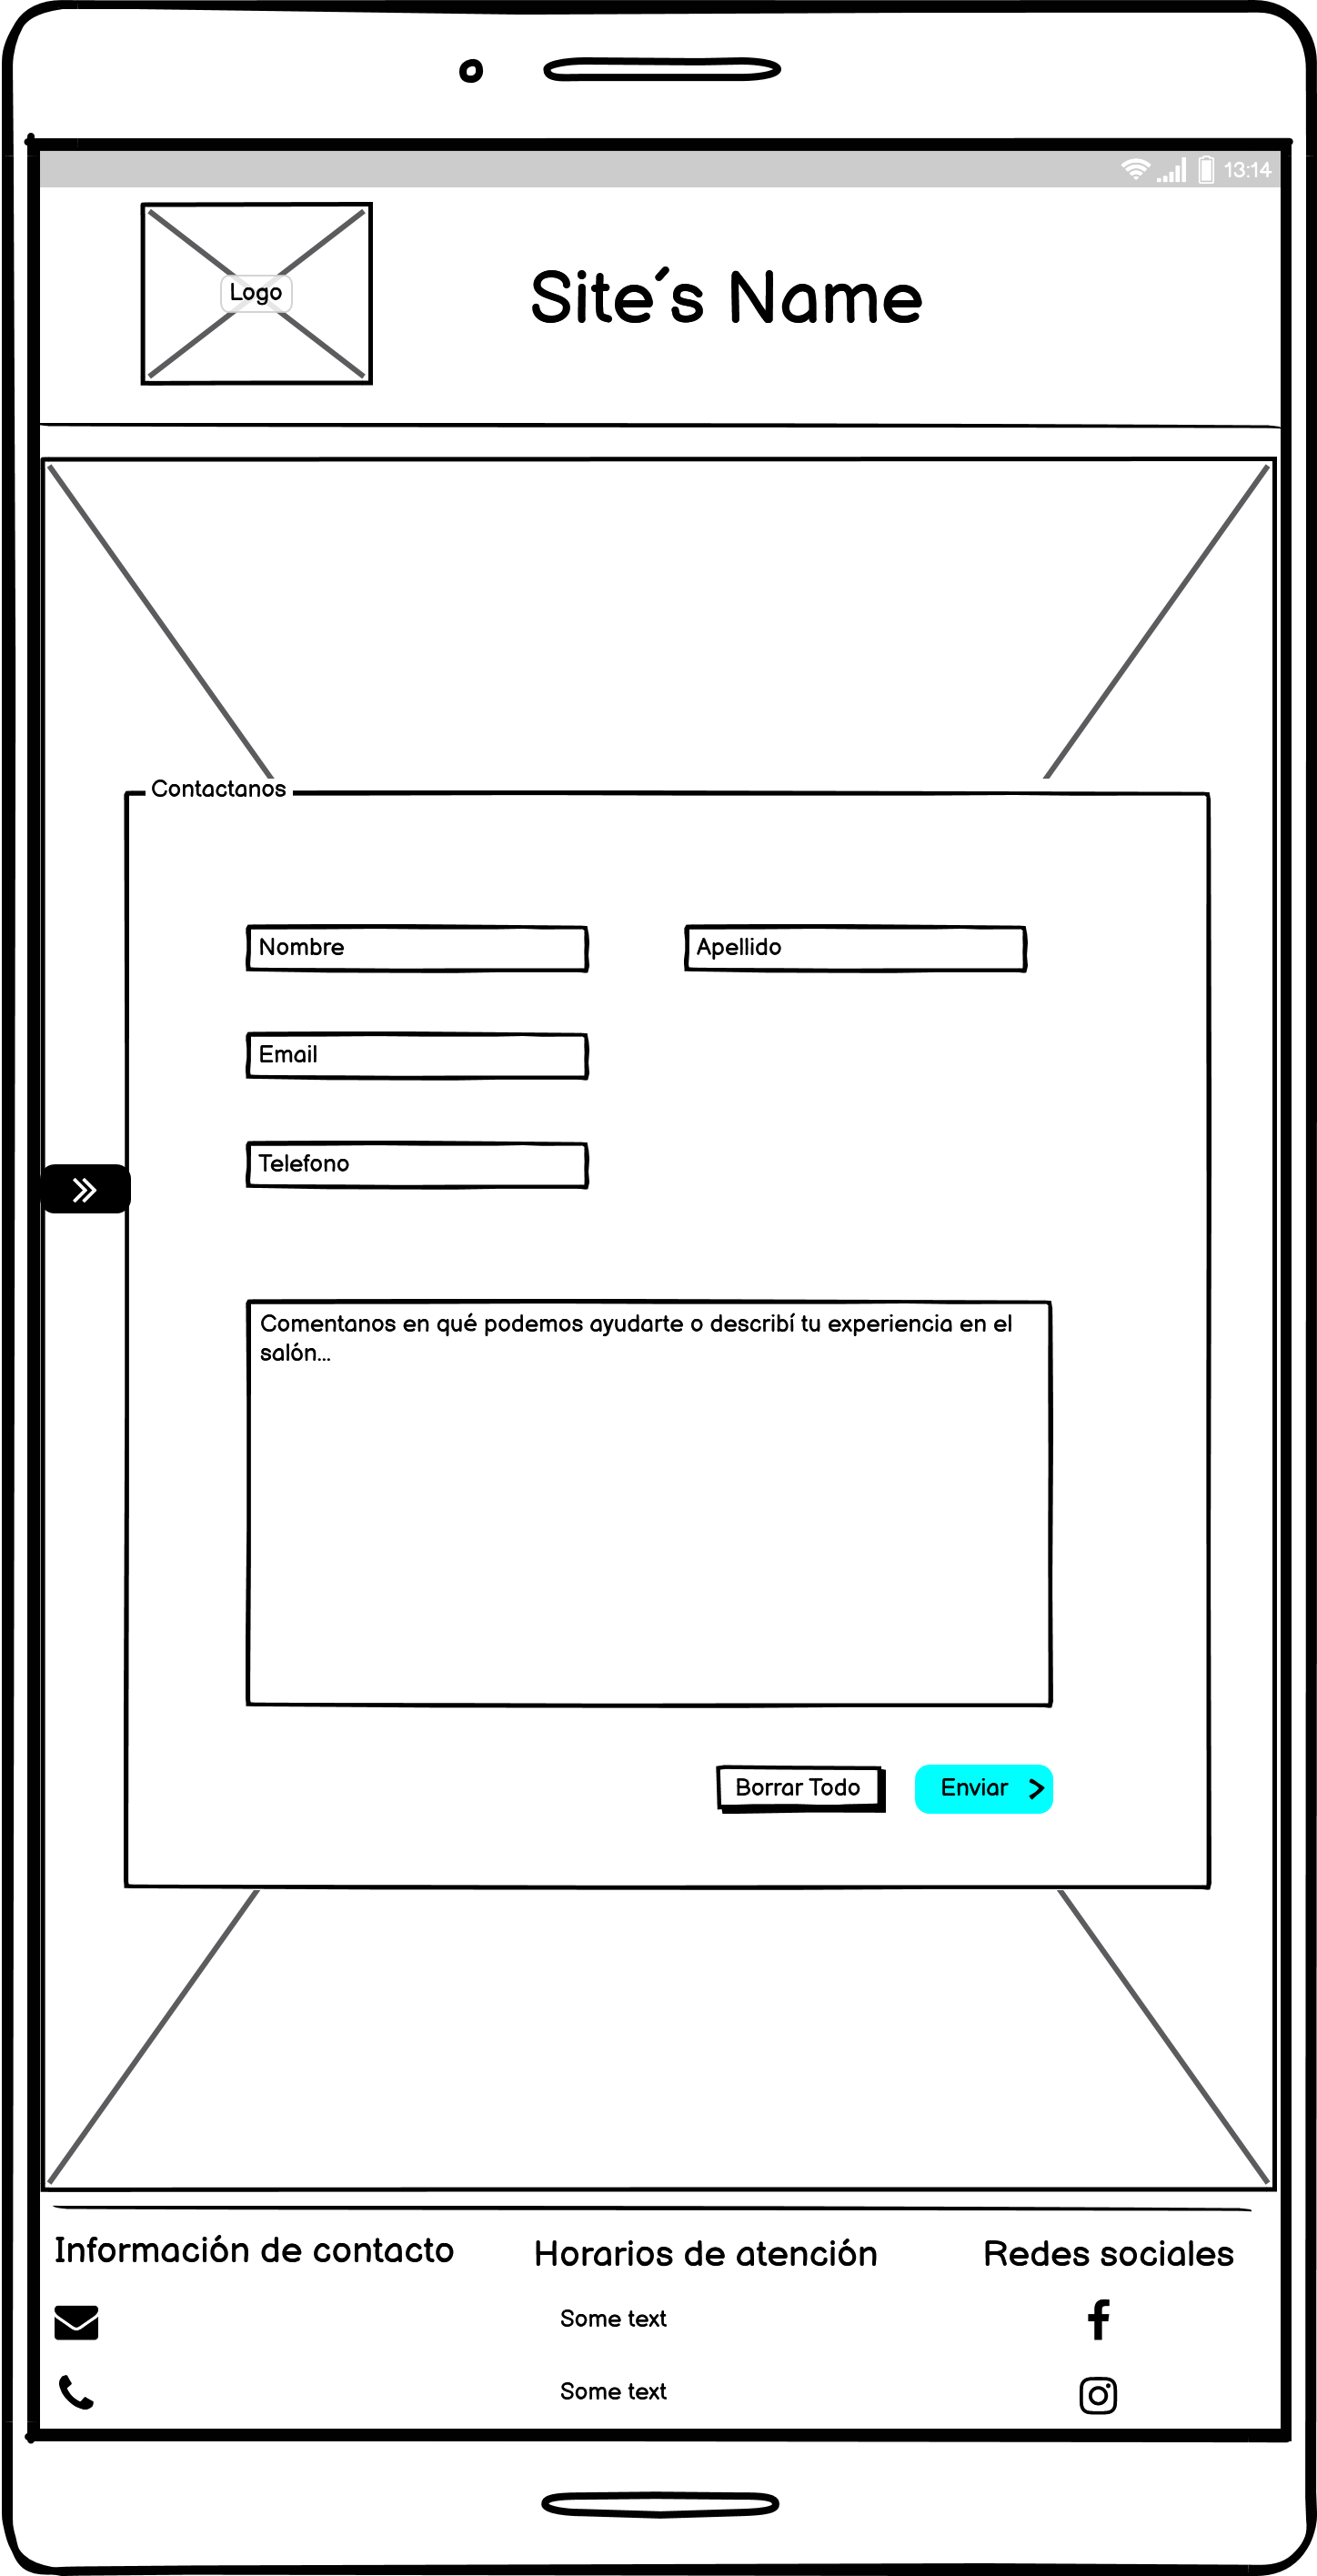 13:14
Logo
Site´s Name
Contactanos
Nombre
Apellido
Email
Telefono
Comentanos en qué podemos ayudarte o describí tu experiencia en el
salón...
Borrar Todo
Enviar
Información de contacto
Horarios de atención
Redes sociales
Some text
Some text